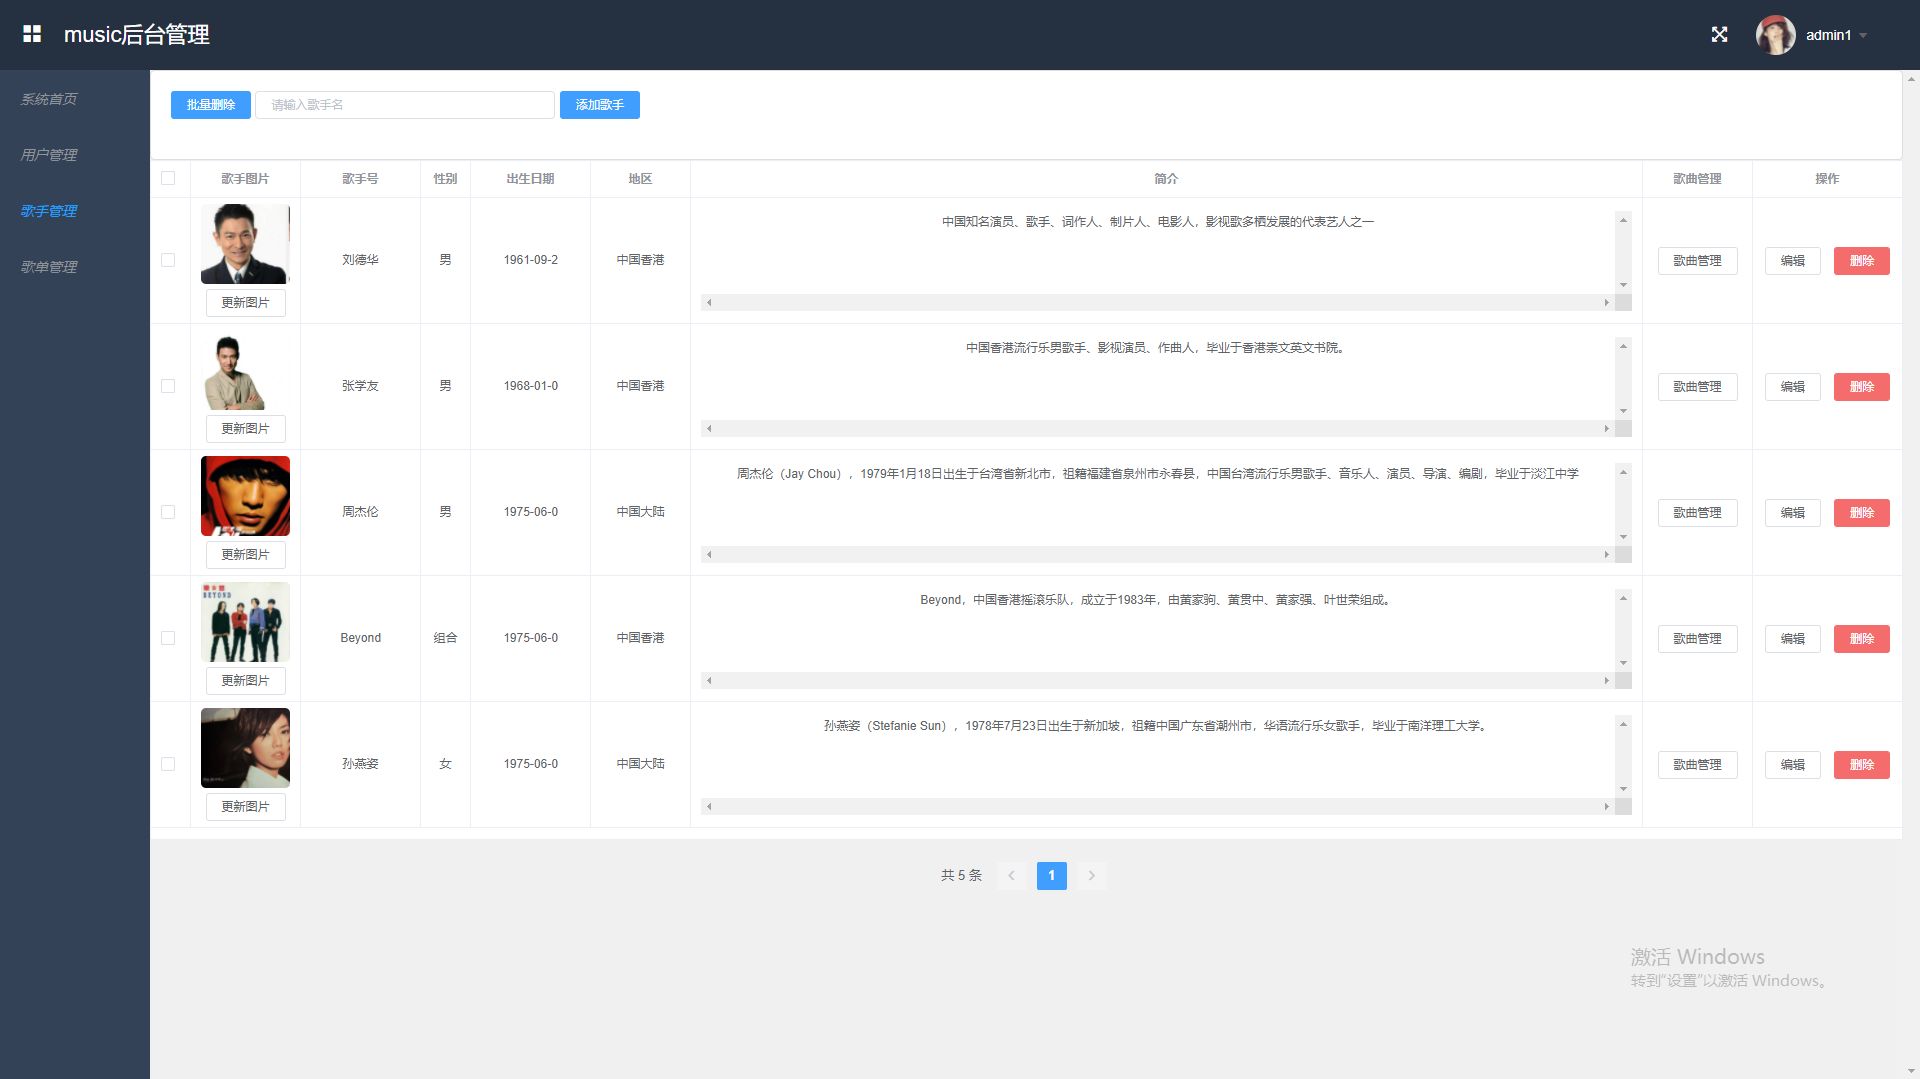 music后台管理
admin1
系统首页
用户管理
歌手管理
歌单管理
批量删除
请输入歌手名
添加歌手
歌手图片 歌手号 性别 出生日期 地区 简介 歌曲管理 操作
中国知名演员、歌手、词作人、制片人、电影人，影视歌多栖发展的代表艺人之一
刘德华 男 1961-09-2 中国香港 歌曲管理 编辑 删除
更新图片
中国香港流行乐男歌手、影视演员、作曲人，毕业于香港崇文英文书院。
张学友 男 1968-01-0 中国香港 歌曲管理 编辑 删除
更新图片
周杰伦（Jay Chou），1979年1月18日出生于台湾省新北市，祖籍福建省泉州市永春县，中国台湾流行乐男歌手、音乐人、演员、导演、编剧，毕业于淡江中学
周杰伦 男 1975-06-0 中国大陆 歌曲管理 编辑 删除
更新图片
Beyond，中国香港摇滚乐队，成立于1983年，由黄家驹、黄贯中、黄家强、叶世荣组成。
BEYOND
Beyond 组合 1975-06-0 中国香港 歌曲管理 编辑 删除
更新图片
孙燕姿（Stefanie Sun），1978年7月23日出生于新加坡，祖籍中国广东省潮州市，华语流行乐女歌手，毕业于南洋理工大学。
孙燕姿 女 1975-06-0 中国大陆 歌曲管理 编辑 删除
更新图片
共 5 条 1
激活 Windows
转到“设置”以激活 Windows。